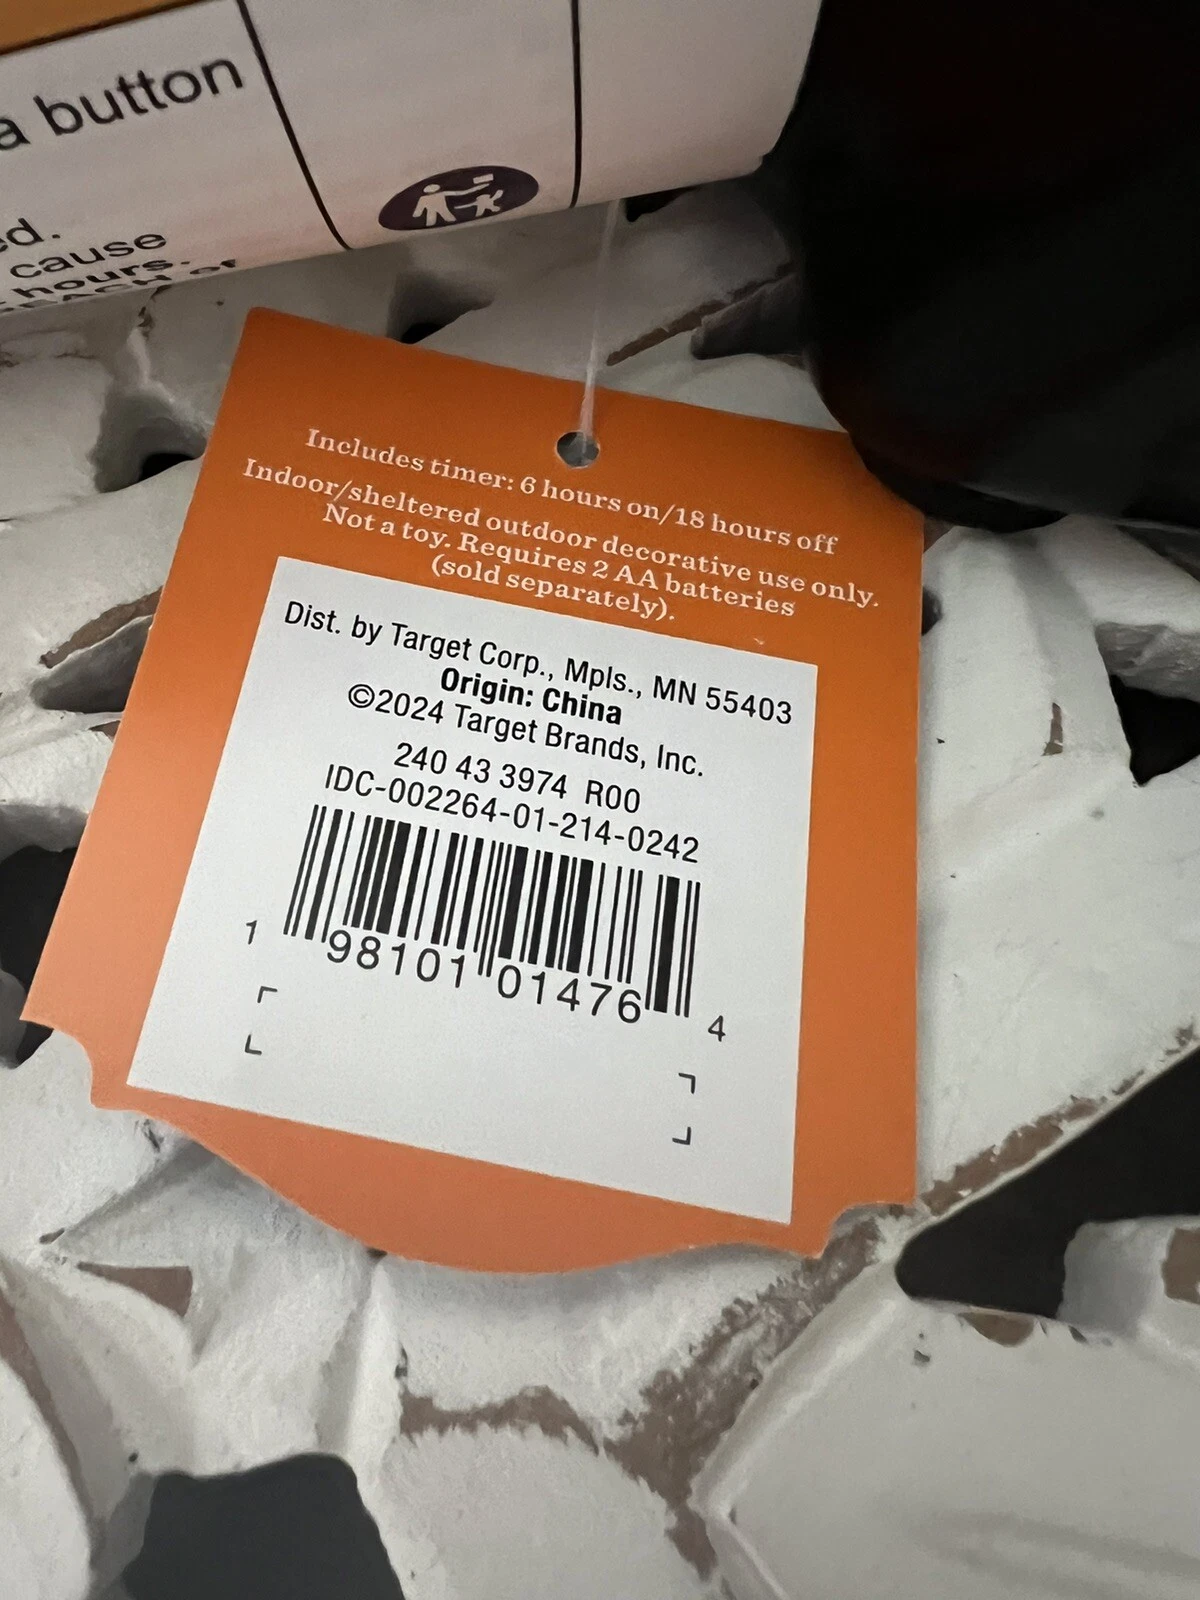 a button
ed.
cause
hours.
Includes timer: 6 hours on/18 hours off
Indoor/sheltered outdoor decorative use only.
Not a toy. Requires 2 AA batteries
(sold separately).
Dist. by Target Corp., Mpls., MN 55403
Origin: China
©2024 Target Brands, Inc.
240 43 3974 R00
IDC-002264-01-214-0242
1 98101 01476 4